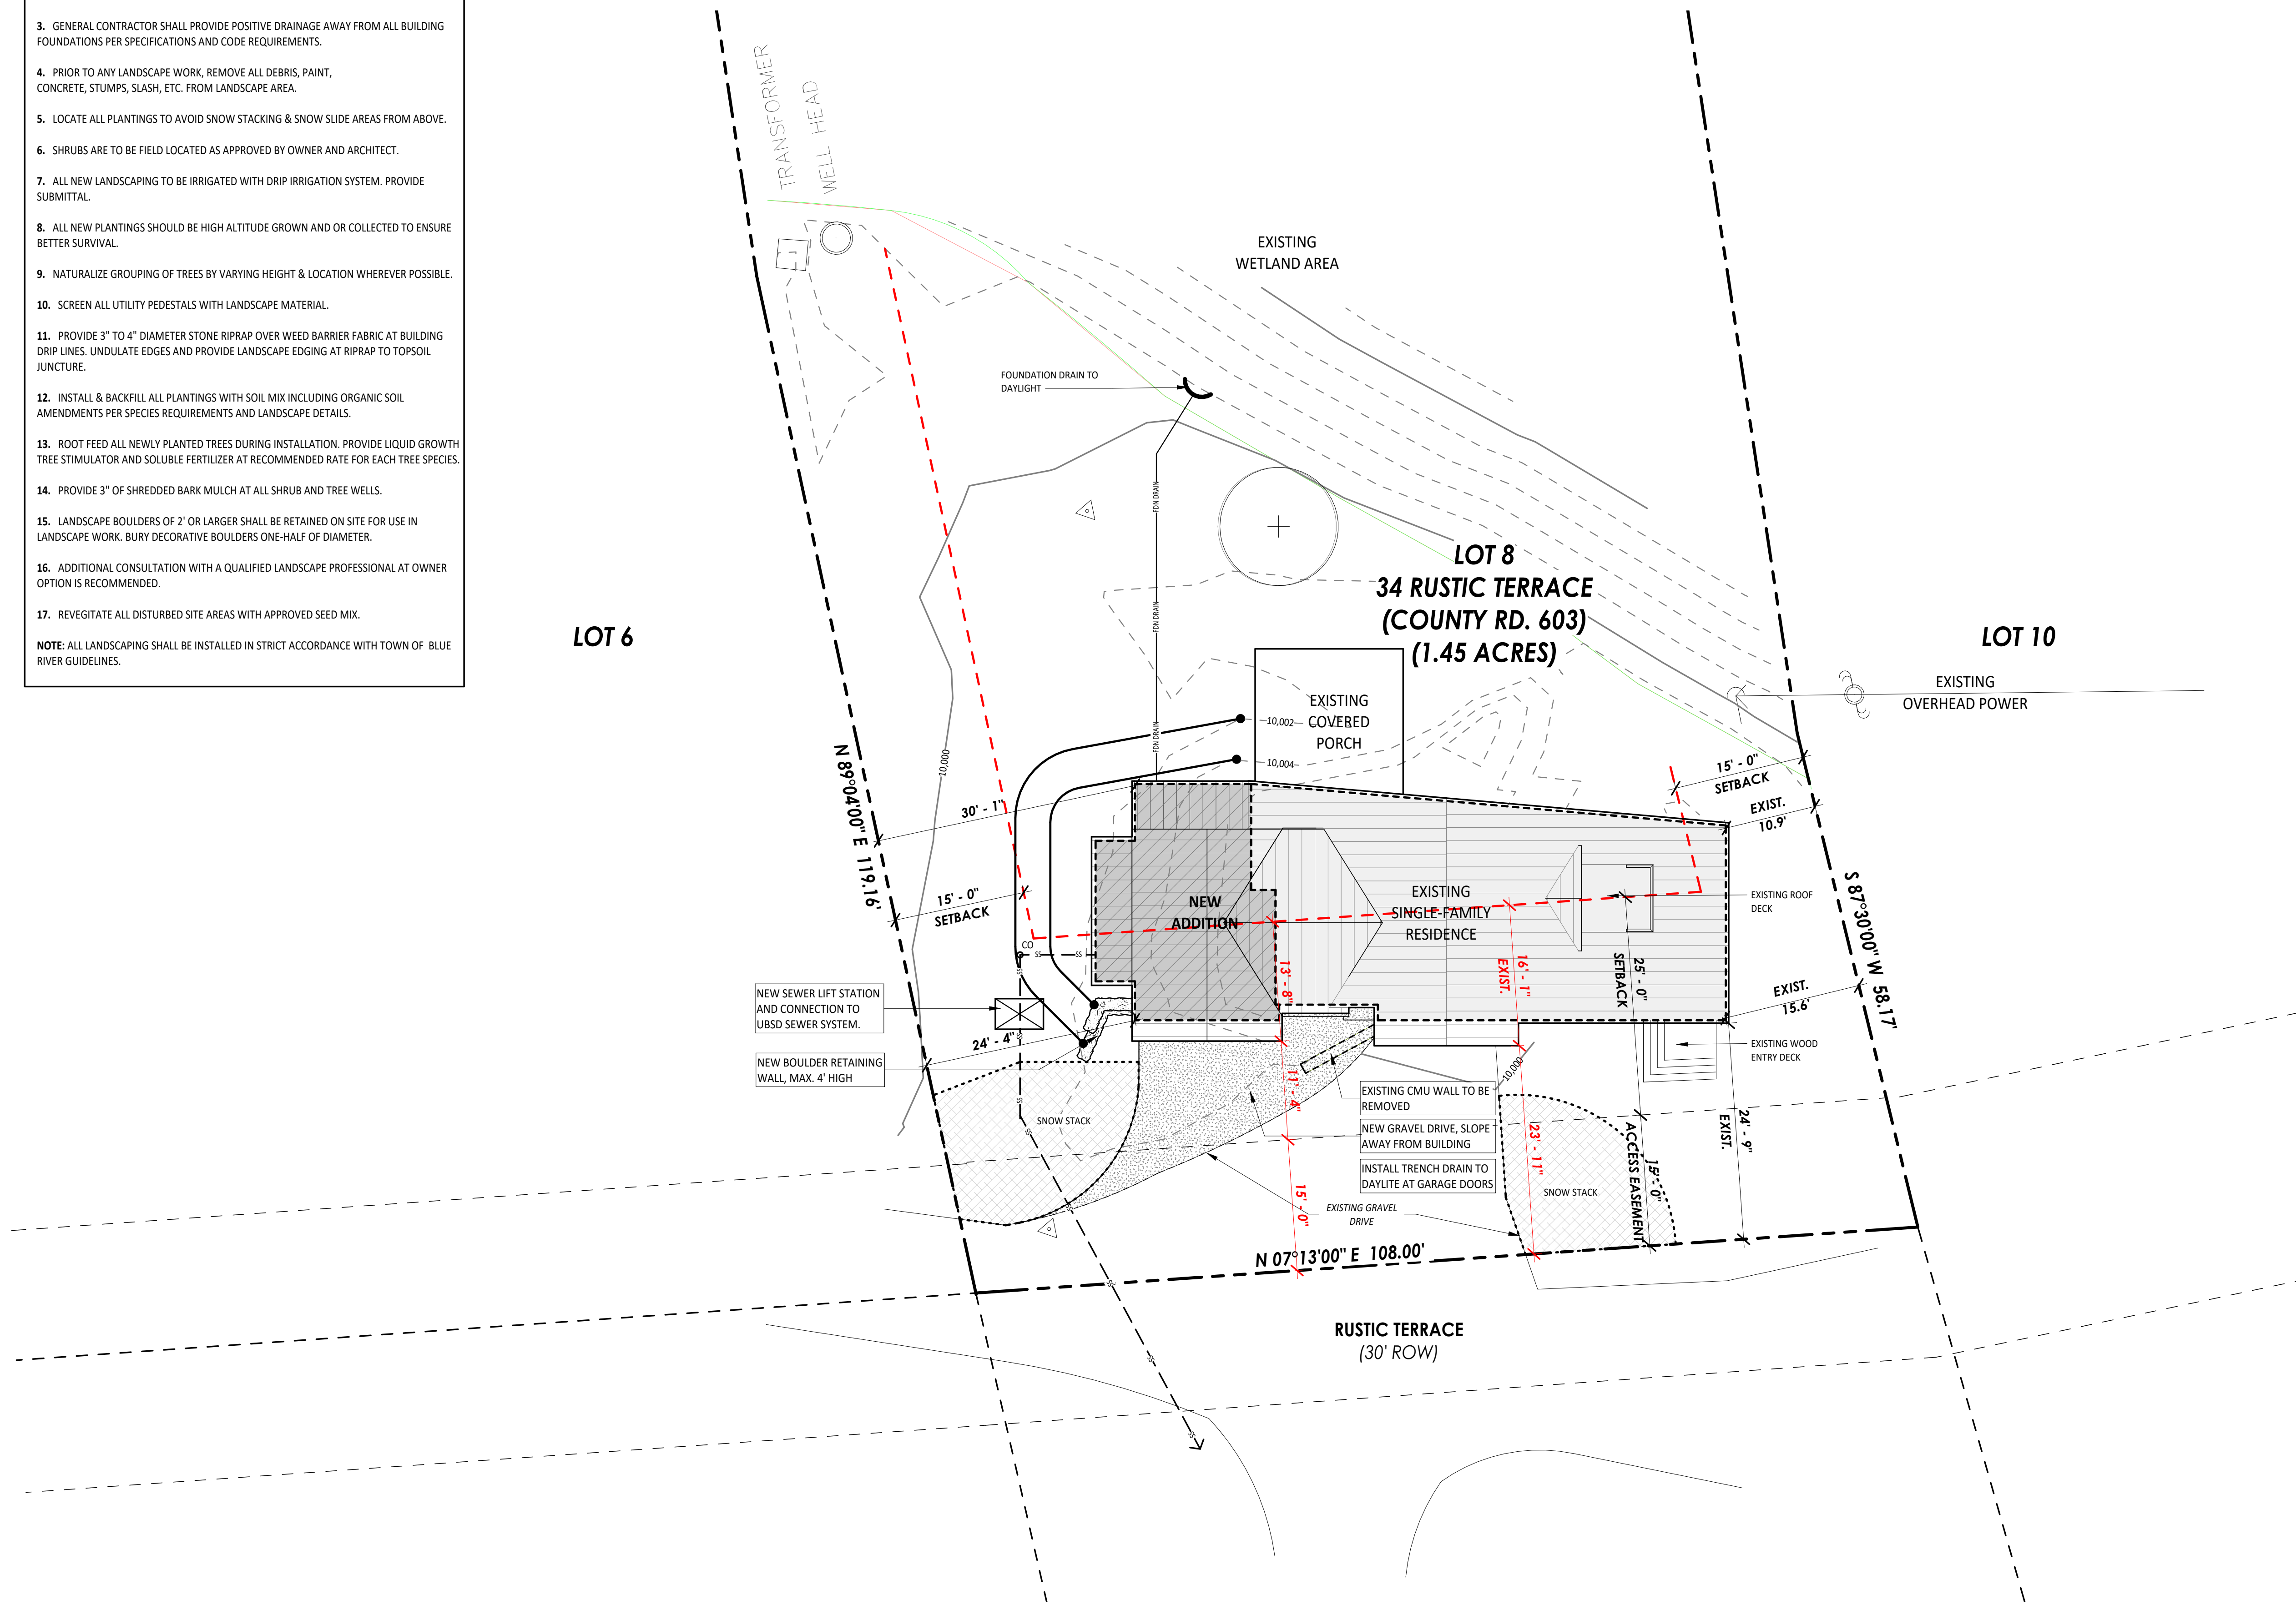 3. GENERAL CONTRACTOR SHALL PROVIDE POSITIVE DRAINAGE AWAY FROM ALL BUILDING
FOUNDATIONS PER SPECIFICATIONS AND CODE REQUIREMENTS.
4. PRIOR TO ANY LANDSCAPE WORK, REMOVE ALL DEBRIS, PAINT,
CONCRETE, STUMPS, SLASH, ETC. FROM LANDSCAPE AREA.
5. LOCATE ALL PLANTINGS TO AVOID SNOW STACKING & SNOW SLIDE AREAS FROM ABOVE.
6. SHRUBS ARE TO BE FIELD LOCATED AS APPROVED BY OWNER AND ARCHITECT.
7. ALL NEW LANDSCAPING TO BE IRRIGATED WITH DRIP IRRIGATION SYSTEM. PROVIDE
SUBMITTAL.
8. ALL NEW PLANTINGS SHOULD BE HIGH ALTITUDE GROWN AND OR COLLECTED TO ENSURE
BETTER SURVIVAL.
9. NATURALIZE GROUPING OF TREES BY VARYING HEIGHT & LOCATION WHEREVER POSSIBLE.
10. SCREEN ALL UTILITY PEDESTALS WITH LANDSCAPE MATERIAL.
11. PROVIDE 3" TO 4" DIAMETER STONE RIPRAP OVER WEED BARRIER FABRIC AT BUILDING
DRIP LINES. UNDULATE EDGES AND PROVIDE LANDSCAPE EDGING AT RIPRAP TO TOPSOIL
JUNCTURE.
12. INSTALL & BACKFILL ALL PLANTINGS WITH SOIL MIX INCLUDING ORGANIC SOIL
AMENDMENTS PER SPECIES REQUIREMENTS AND LANDSCAPE DETAILS.
13. ROOT FEED ALL NEWLY PLANTED TREES DURING INSTALLATION. PROVIDE LIQUID GROWTH
TREE STIMULATOR AND SOLUBLE FERTILIZER AT RECOMMENDED RATE FOR EACH TREE SPECIES.
14. PROVIDE 3" OF SHREDDED BARK MULCH AT ALL SHRUB AND TREE WELLS.
15. LANDSCAPE BOULDERS OF 2' OR LARGER SHALL BE RETAINED ON SITE FOR USE IN
LANDSCAPE WORK. BURY DECORATIVE BOULDERS ONE-HALF OF DIAMETER.
16. ADDITIONAL CONSULTATION WITH A QUALIFIED LANDSCAPE PROFESSIONAL AT OWNER
OPTION IS RECOMMENDED.
17. REVEGITATE ALL DISTURBED SITE AREAS WITH APPROVED SEED MIX.
NOTE: ALL LANDSCAPING SHALL BE INSTALLED IN STRICT ACCORDANCE WITH TOWN OF BLUE
RIVER GUIDELINES.
TRANSFORMER
WELL HEAD
EXISTING
WETLAND AREA
FOUNDATION DRAIN TO
DAYLIGHT
FDN DRAIN
FDN DRAIN
FDN DRAIN
LOT 8
34 RUSTIC TERRACE
(COUNTY RD. 603)
(1.45 ACRES)
LOT 6
LOT 10
EXISTING
OVERHEAD POWER
EXISTING
COVERED
PORCH
10,002
10,004
10,000
N 89°04'00" E 119.16'
30' - 1"
15' - 0"
SETBACK
15' - 0"
SETBACK
EXIST.
10.9'
NEW
ADDITION
EXISTING
SINGLE-FAMILY
RESIDENCE
EXISTING ROOF
DECK
S 87°30'00" W 58.17'
CO
SS
SS
SS
SS
SS
SS
SS
SS
SS
SS
13' - 8"
16' - 1"
EXIST.
25' - 0"
SETBACK
EXIST.
15.6'
NEW SEWER LIFT STATION
AND CONNECTION TO
UBSD SEWER SYSTEM.
24' - 4"
NEW BOULDER RETAINING
WALL, MAX. 4' HIGH
EXISTING WOOD
ENTRY DECK
10,000
11' - 4"
EXISTING CMU WALL TO BE
REMOVED
NEW GRAVEL DRIVE, SLOPE
AWAY FROM BUILDING
INSTALL TRENCH DRAIN TO
DAYLITE AT GARAGE DOORS
SNOW STACK
SNOW STACK
23' - 11"
15' - 0"
ACCESS EASEMENT
24' - 9"
EXIST.
15' - 0"
EXISTING GRAVEL
DRIVE
N 07°13'00" E 108.00'
RUSTIC TERRACE
(30' ROW)